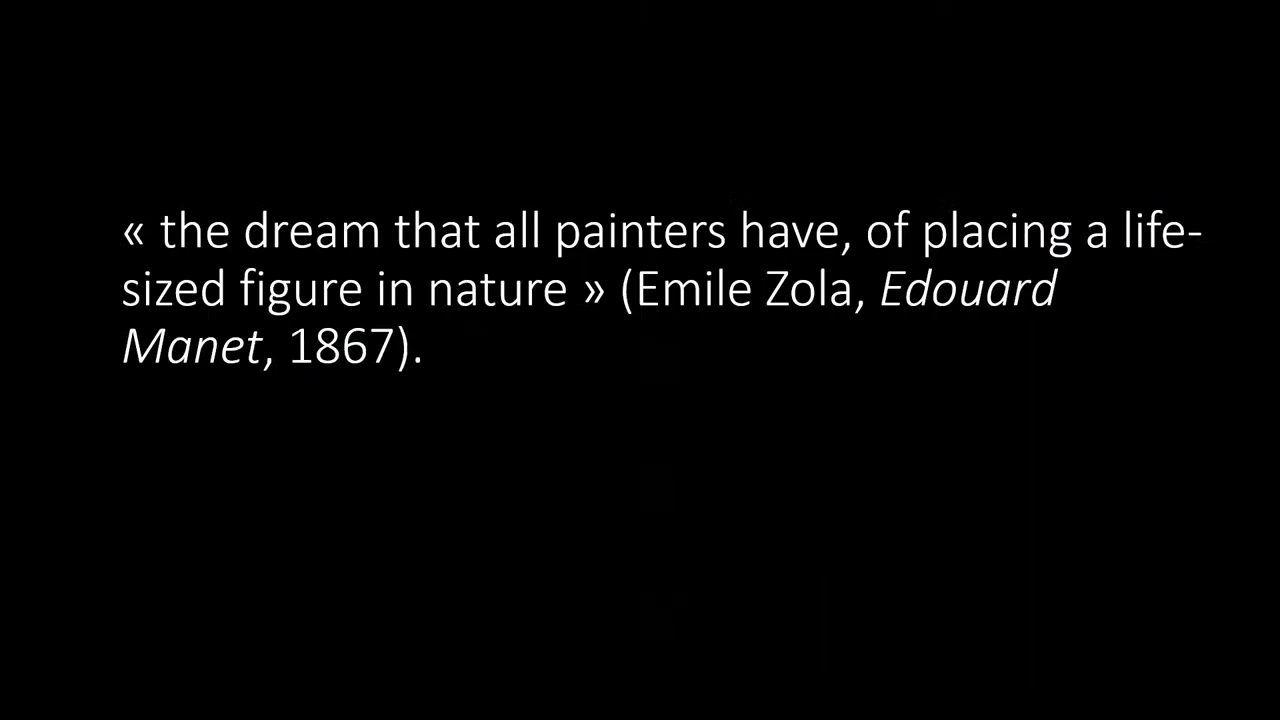 « the dream that all painters have, of placing a life-
sized figure in nature » (Emile Zola, Edouard
Manet, 1867).